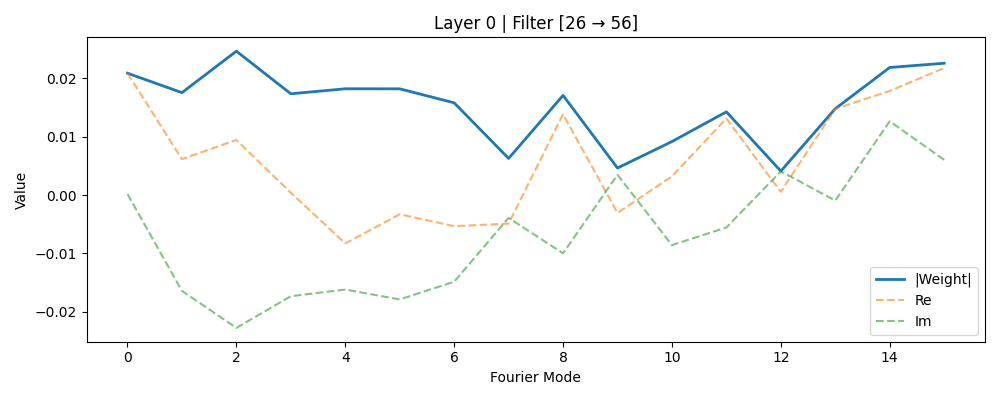 Layer 0 | Filter [26 → 56]
0.02
0.01
0.00
−0.01
−0.02
Value
0 2 4 6 8 10 12 14
Fourier Mode
|Weight|
Re
Im